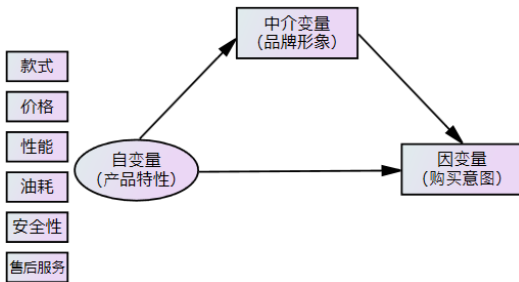 中介变量
（品牌形象）
款式
价格
性能
油耗
安全性
售后服务
自变量
（产品特性）
因变量
（购买意图）